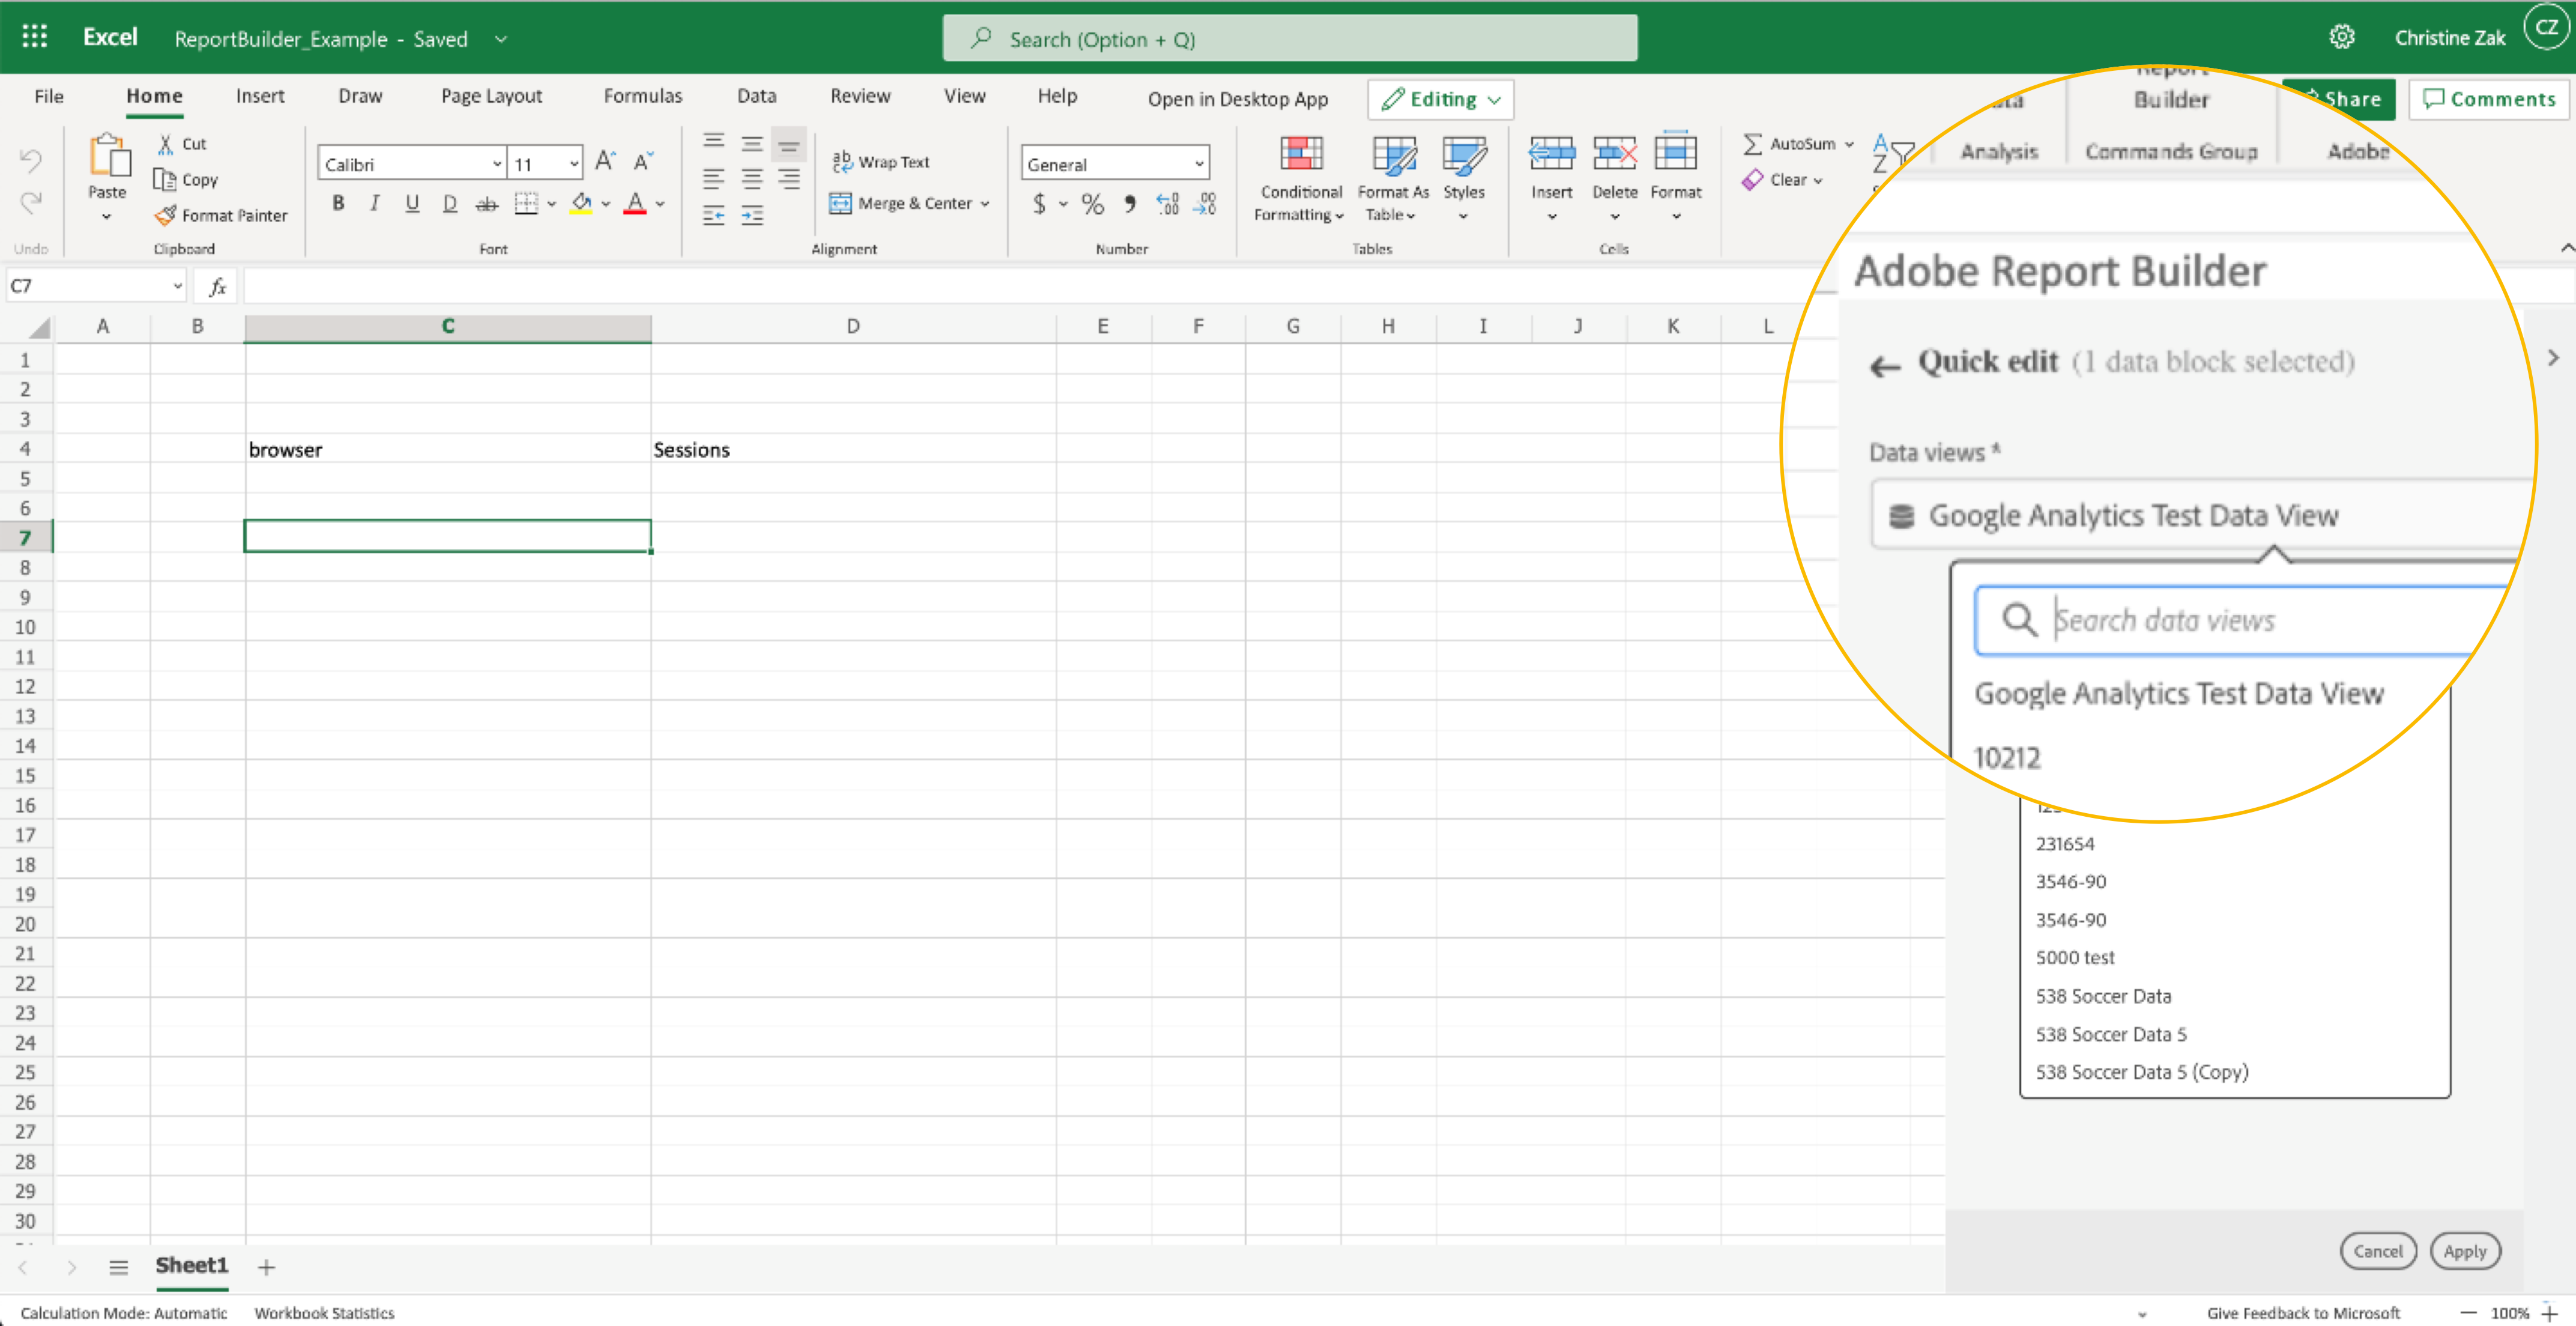 Excel ReportBuilder_Example - Saved Search (Option + Q) Christine Zak CZ
File Home Insert Draw Page Layout Formulas Data Review View Help Open in Desktop App Editing Share Comments
Cut
Copy
Format Painter
Paste
Undo
Clipboard
Calibri 11
B I U D ab
Font
ab Wrap Text
Merge & Center
Alignment
General
$ %
Number
Conditional Formatting
Format As Table
Styles
Tables
Insert Delete Format
Cells
AutoSum
Clear
Builder
Analysis Commands Group Adobe
C7 fx
A B C D E F G H I J K L
1
2
3
4 browser Sessions
5
6
7
8
9
10
11
12
13
14
15
16
17
18
19
20
21
22
23
24
25
26
27
28
29
30
Adobe Report Builder
Quick edit (1 data block selected)
Data views *
Google Analytics Test Data View
Search data views
Google Analytics Test Data View
10212
231654
3546-90
3546-90
5000 test
538 Soccer Data
538 Soccer Data 5
538 Soccer Data 5 (Copy)
Cancel Apply
Sheet1
Calculation Mode: Automatic Workbook Statistics Give Feedback to Microsoft 100%